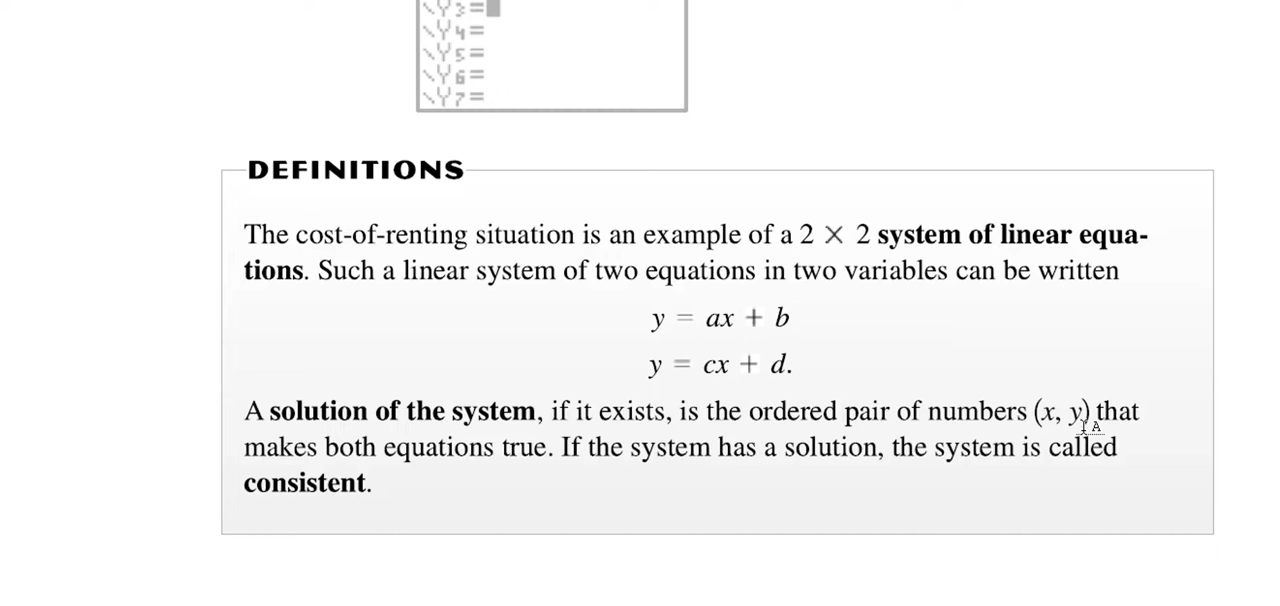 \Y3=
\Y4=
\Y5=
\Y6=
\Y7=
DEFINITIONS
The cost-of-renting situation is an example of a 2 × 2 system of linear equa-
tions. Such a linear system of two equations in two variables can be written
y = ax + b
y = cx + d.
A solution of the system, if it exists, is the ordered pair of numbers (x, y) that
makes both equations true. If the system has a solution, the system is called
consistent.